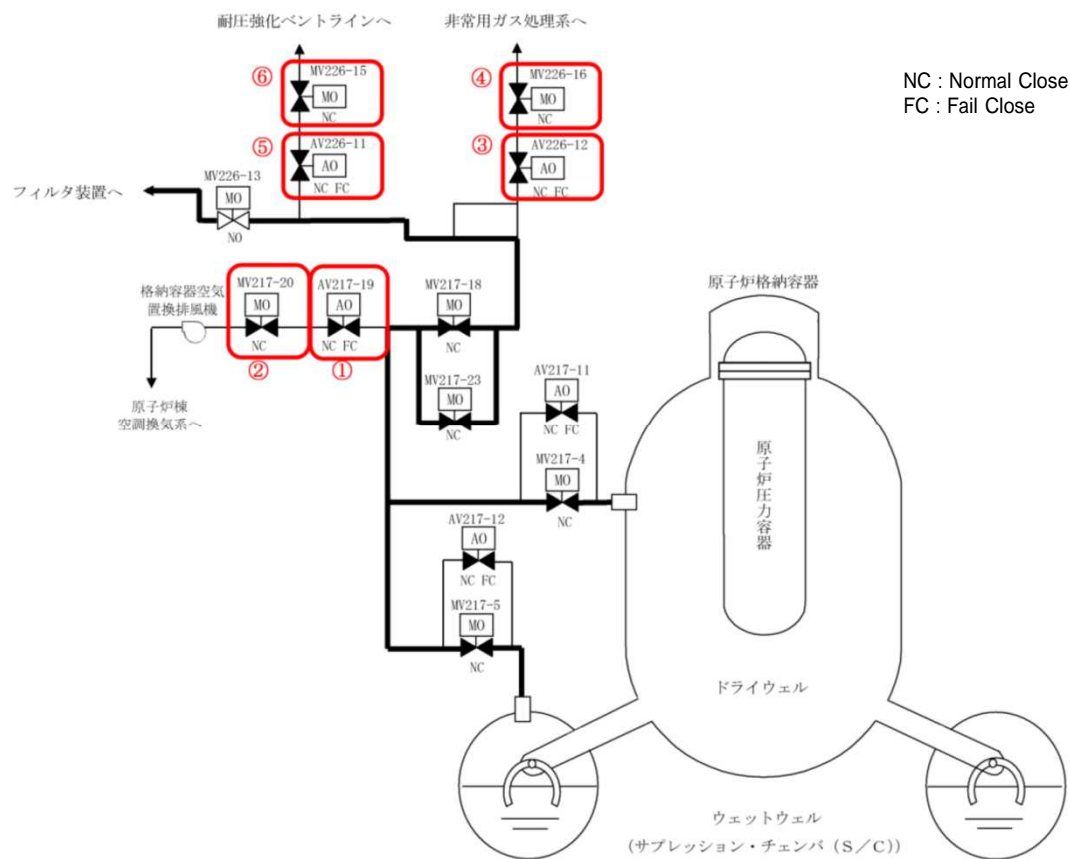 耐圧強化ベントラインへ
非常用ガス処理系へ
⑥
MV226-15
MO
NC
④
MV226-16
MO
NC
NC : Normal Close
FC : Fail Close
⑤
AV226-11
AO
NC FC
③
AV226-12
AO
NC FC
フィルタ装置へ
MV226-13
MO
NO
格納容器空気
置換排風機
MV217-20
MO
NC
②
AV217-19
AO
NC FC
①
MV217-18
MO
NC
原子炉格納容器
原子炉棟
空調換気系へ
MV217-23
MO
NC
AV217-11
AO
NC FC
MV217-4
MO
NC
原子炉圧力容器
AV217-12
AO
NC FC
MV217-5
MO
NC
ドライウェル
ウェットウェル
(サプレッション・チェンバ(S/C))